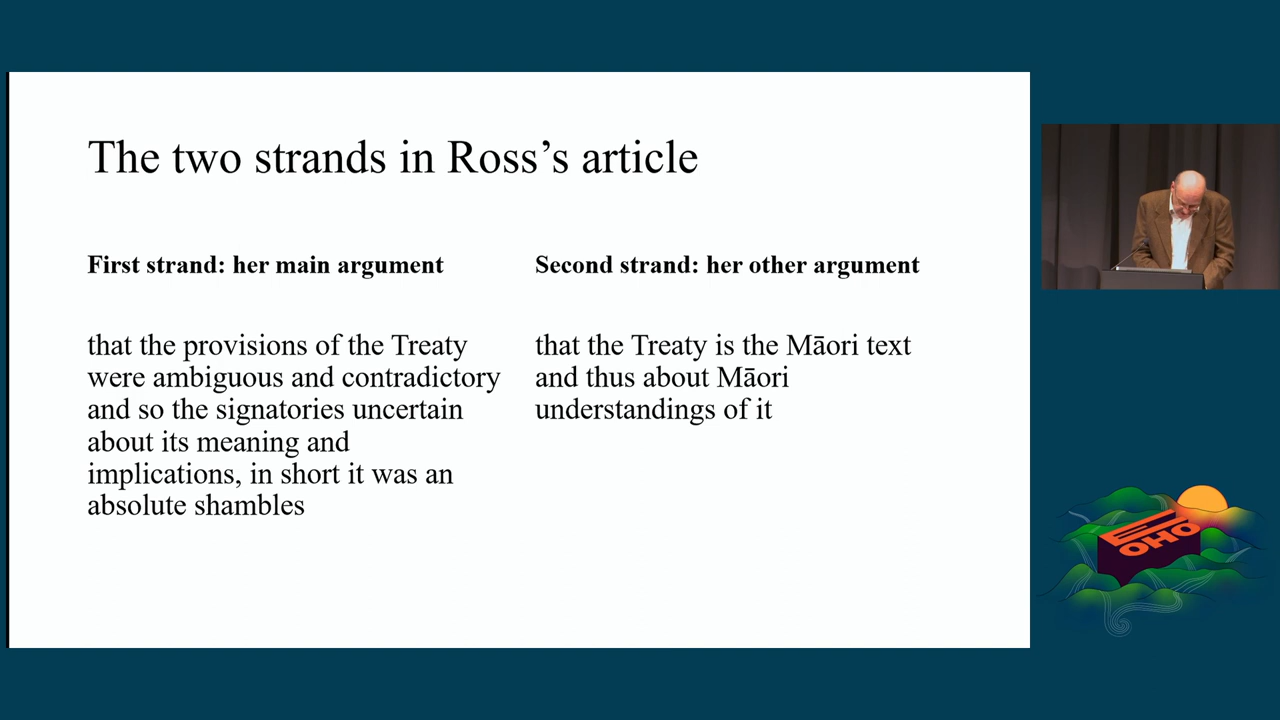 The two strands in Ross’s article
First strand: her main argument
that the provisions of the Treaty
were ambiguous and contradictory
and so the signatories uncertain
about its meaning and
implications, in short it was an
absolute shambles
Second strand: her other argument
that the Treaty is the Māori text
and thus about Māori
understandings of it
E
OHO